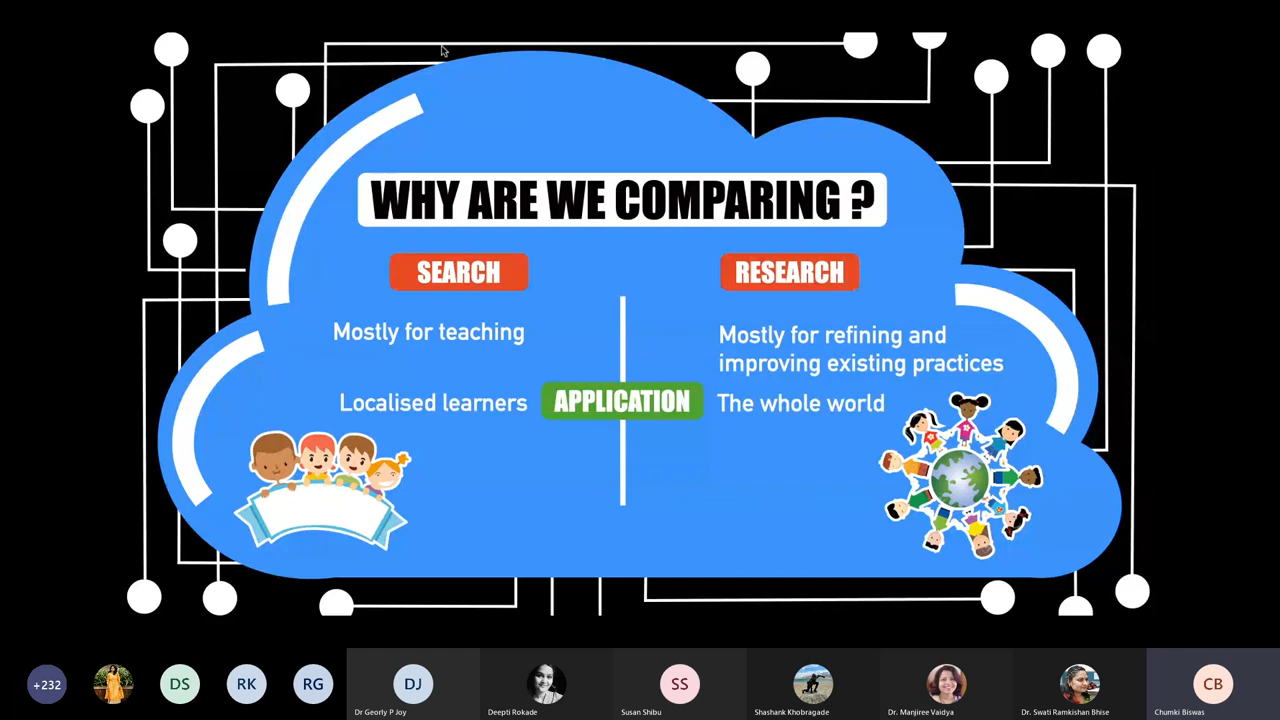 WHY ARE WE COMPARING ?
SEARCH
RESEARCH
Mostly for teaching
Mostly for refining and
improving existing practices
Localised learners
APPLICATION
The whole world
+232
DS
RK
RG
DJ
SS
CB
Dr Georly P Joy
Deepti Rokade
Susan Shibu
Shashank Khobragade
Dr. Manjiree Vaidya
Dr. Swati Ramkishan Bhise
Chumki Biswas